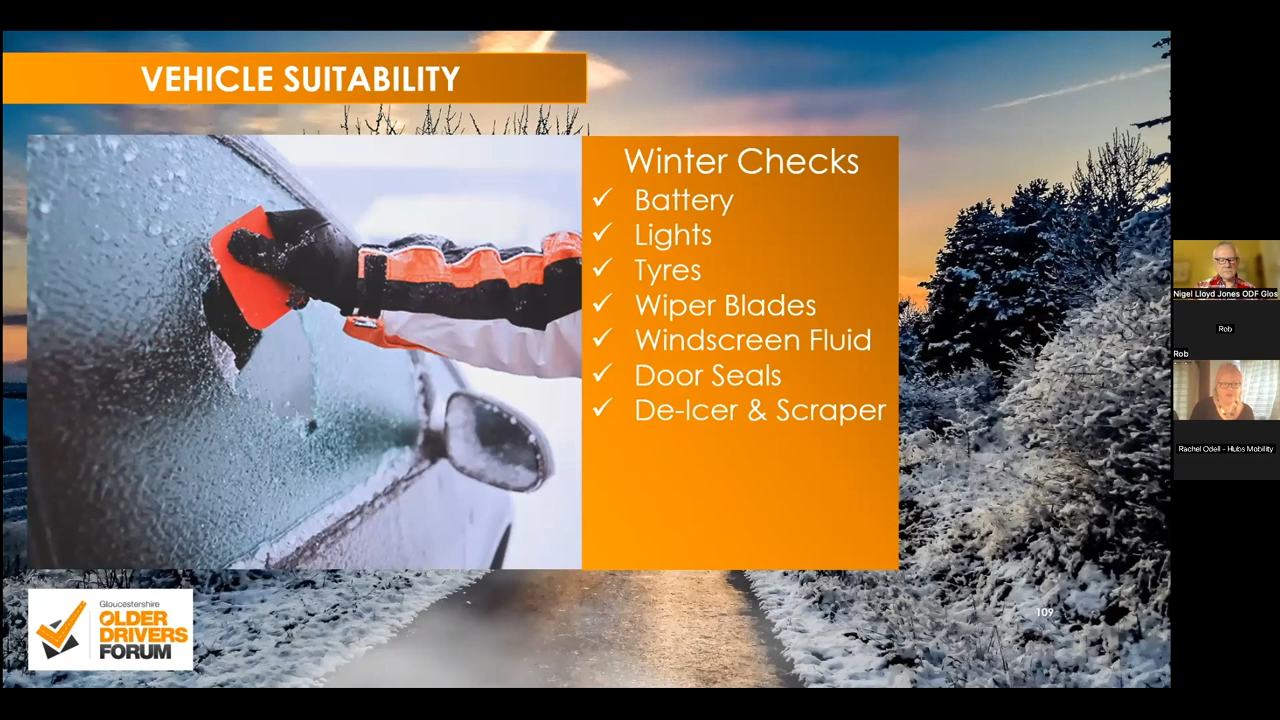 VEHICLE SUITABILITY
Winter Checks
✓ Battery
✓ Lights
✓ Tyres
✓ Wiper Blades
✓ Windscreen Fluid
✓ Door Seals
✓ De-Icer & Scraper
109
Gloucestershire
OLDER
DRIVERS
FORUM
Nigel Lloyd Jones ODF Glos
Rob
Rob
Rachel Odell - Hubs Mobility